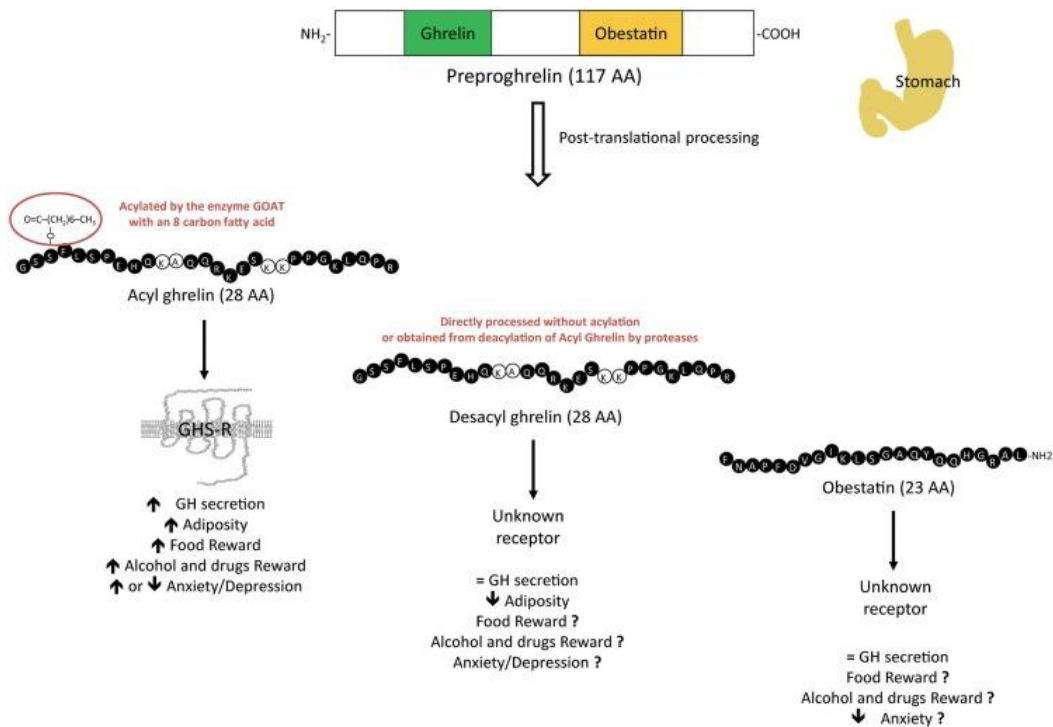 NH2- Ghrelin Obestatin -COOH
Preproghrelin (117 AA)
Stomach
Post-translational processing
O=C-(CH2)6-CH3
O
Acylated by the enzyme GOAT
with an 8 carbon fatty acid
G S S F L S P E H Q K A Q Q R K E S K K P P G K L Q P R
Acyl ghrelin (28 AA)
GHS-R
↑ GH secretion
↑ Adiposity
↑ Food Reward
↑ Alcohol and drugs Reward
↑ or ↓ Anxiety/Depression
Directly processed without acylation
or obtained from deacylation of Acyl Ghrelin by proteases
G S S F L S P E H Q K A Q Q R K E S K K P P G K L Q P R
Desacyl ghrelin (28 AA)
Unknown
receptor
= GH secretion
↓ Adiposity
Food Reward ?
Alcohol and drugs Reward ?
Anxiety/Depression ?
F N A P F D V G I K L S G A Q Y Q Q H G R A L -NH2
Obestatin (23 AA)
Unknown
receptor
= GH secretion
Food Reward ?
Alcohol and drugs Reward ?
↓ Anxiety ?